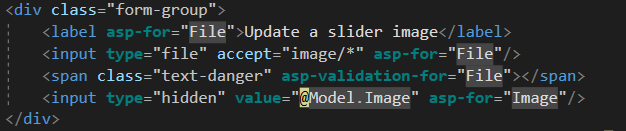 <div class="form-group">
<label asp-for="File">Update a slider image</label>
<input type="file" accept="image/*" asp-for="File"/>
<span class="text-danger" asp-validation-for="File"></span>
<input type="hidden" value="@Model.Image" asp-for="Image"/>
</div>